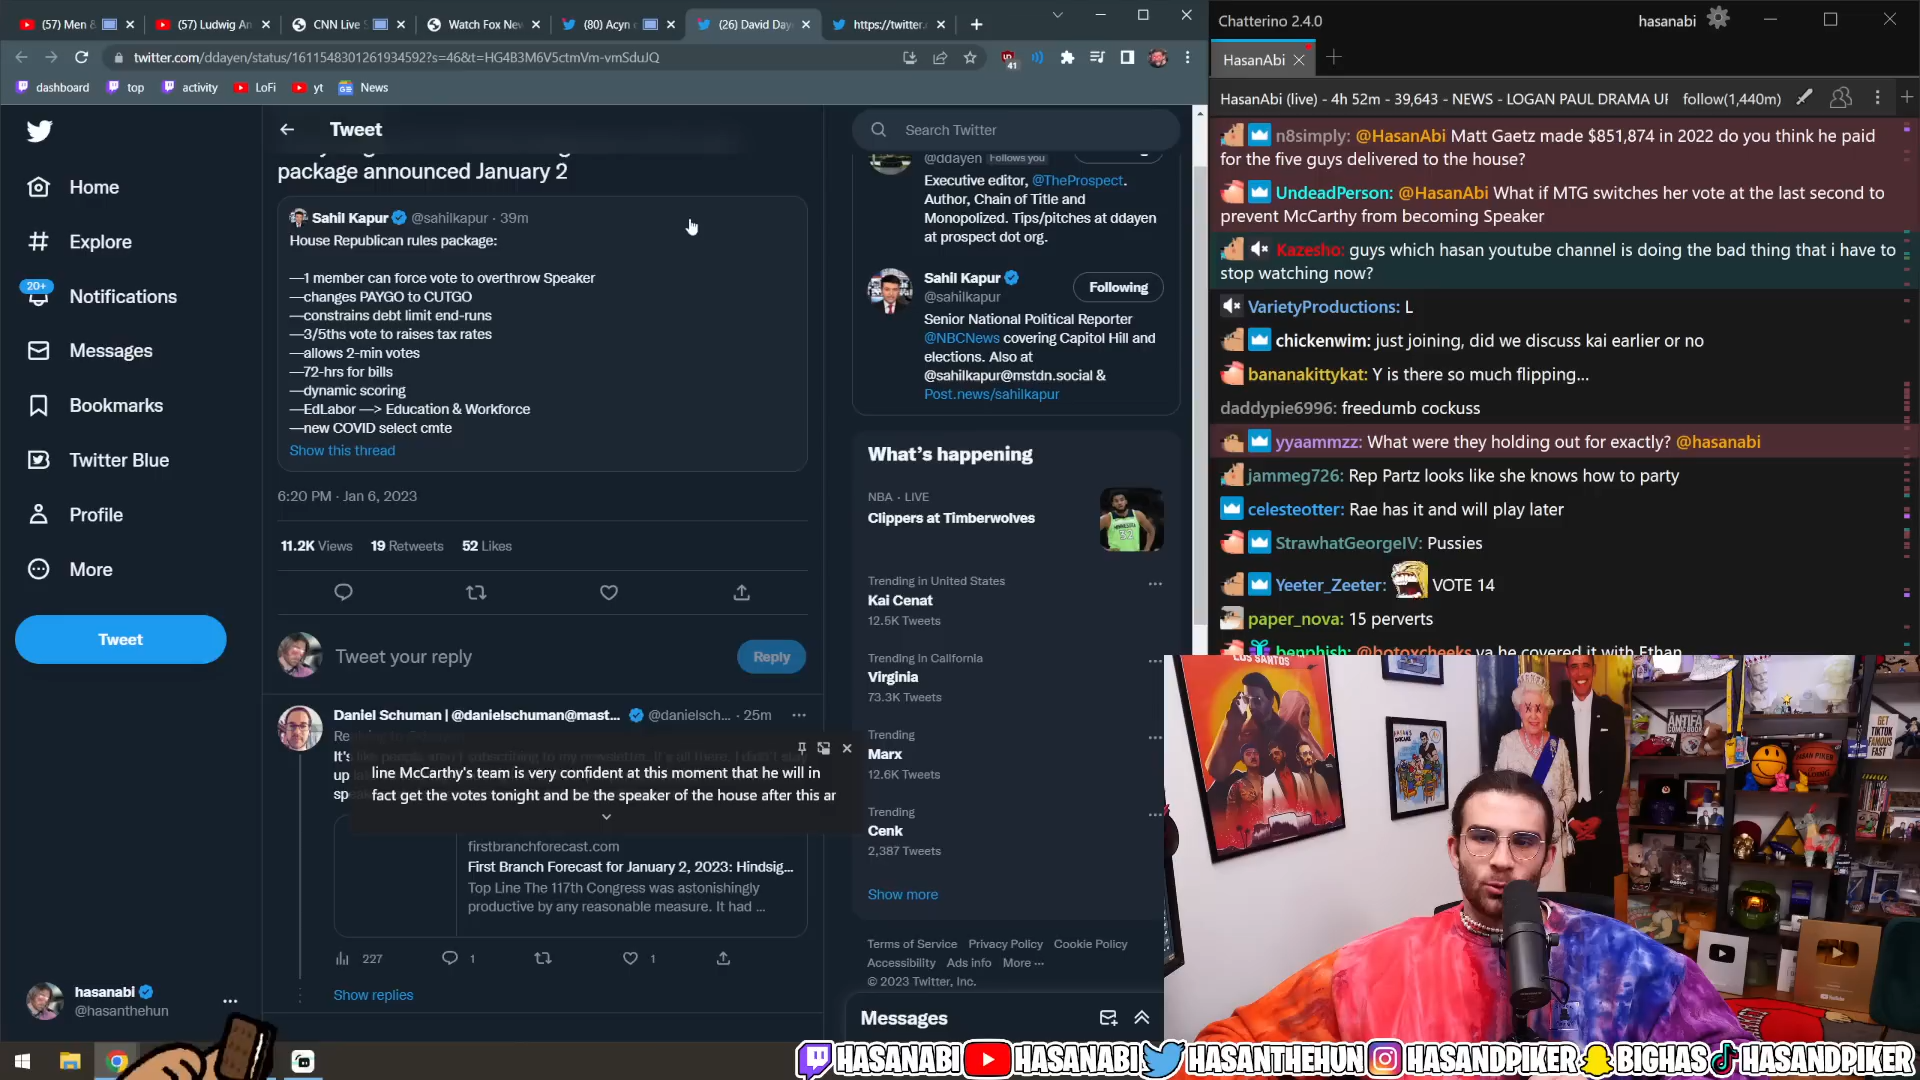 (57) Men &
(57) Ludwig An
CNN Live S
Watch Fox Nev
(80) Acyn
(26) David Day
https://twitter.c
twitter.com/ddayen/status/1611548301261934592?s=46&t=HG4B3M6V5ctmVm-vmSduJQ
41
dashboard
top
activity
LoFi
yt
News
Home
Explore
20+
Notifications
Messages
Bookmarks
Twitter Blue
Profile
More
Tweet
hasanabi
@hasanthehun
Tweet
package announced January 2
Sahil Kapur @sahilkapur · 39m
House Republican rules package:
—1 member can force vote to overthrow Speaker
—changes PAYGO to CUTGO
—constrains debt limit end-runs
—3/5ths vote to raises tax rates
—allows 2-min votes
—72-hrs for bills
—dynamic scoring
—EdLabor —> Education & Workforce
—new COVID select cmte
Show this thread
6:20 PM · Jan 6, 2023
11.2K Views 19 Retweets 52 Likes
Tweet your reply
Reply
Daniel Schuman | @danielschuman@mast... @danielsch... · 25m
line McCarthy's team is very confident at this moment that he will in
fact get the votes tonight and be the speaker of the house after this ar
firstbranchforecast.com
First Branch Forecast for January 2, 2023: Hindsig...
Top Line The 117th Congress was astonishingly
productive by any reasonable measure. It had ...
227 1 1
Show replies
Search Twitter
@ddayen Follows you
Executive editor, @TheProspect.
Author, Chain of Title and
Monopolized. Tips/pitches at ddayen
at prospect dot org.
Sahil Kapur
@sahilkapur
Following
Senior National Political Reporter
@NBCNews covering Capitol Hill and
elections. Also at
@sahilkapur@mstdn.social &
Post.news/sahilkapur
What's happening
NBA · LIVE
Clippers at Timberwolves
Trending in United States
Kai Cenat
12.5K Tweets
Trending in California
Virginia
73.3K Tweets
Trending
Marx
12.6K Tweets
Trending
Cenk
2,387 Tweets
Show more
Terms of Service Privacy Policy Cookie Policy
Accessibility Ads info More ···
© 2023 Twitter, Inc.
Messages
Chatterino 2.4.0
hasanabi
HasanAbi
HasanAbi (live) - 4h 52m - 39,643 - NEWS - LOGAN PAUL DRAMA UP
follow(1,440m)
n8simply: @HasanAbi Matt Gaetz made $851,874 in 2022 do you think he paid
for the five guys delivered to the house?
UndeadPerson: @HasanAbi What if MTG switches her vote at the last second to
prevent McCarthy from becoming Speaker
Kazesho: guys which hasan youtube channel is doing the bad thing that i have to
stop watching now?
VarietyProductions: L
chickenwim: just joining, did we discuss kai earlier or no
bananakittykat: Y is there so much flipping...
daddypie6996: freedumb cockuss
yyaammzz: What were they holding out for exactly? @hasanabi
jammeg726: Rep Partz looks like she knows how to party
celesteotter: Rae has it and will play later
StrawhatGeorgeIV: Pussies
Yeeter_Zeeter: VOTE 14
paper_nova: 15 perverts
benphish: @botoxcheeks ya he covered it with Ethan
LOS SANTOS
ANTIFA
GET
TIKTOK
FAMOUS
FAST
HASANABI
HASANABI
HASANTHEHUN
HASANDPIKER
BIGHAS
HASANDPIKER